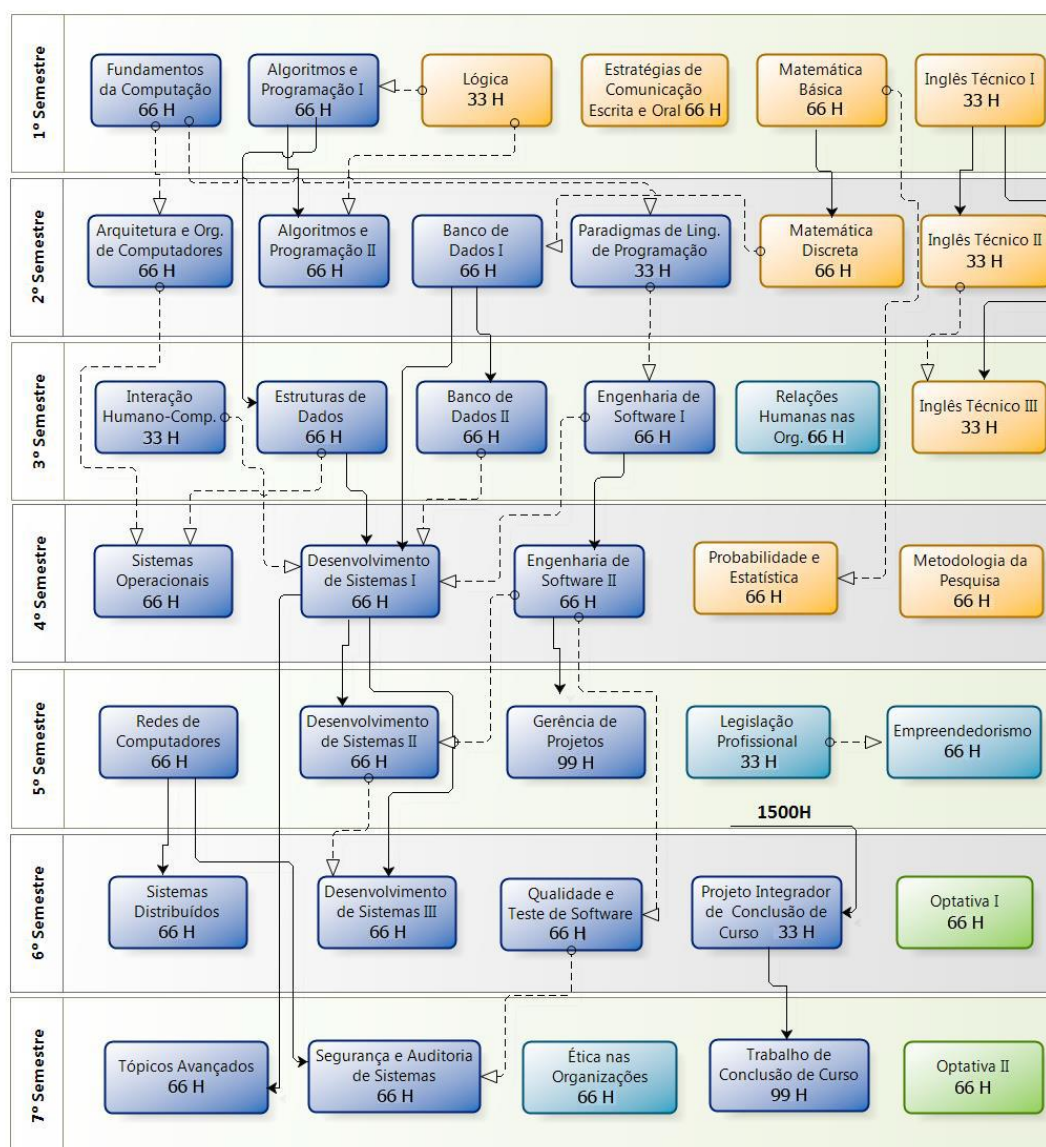 1º Semestre
Fundamentos
da Computação
66 H
Algoritmos e
Programação I
66 H
Lógica
33 H
Estratégias de
Comunicação
Escrita e Oral 66 H
Matemática
Básica
66 H
Inglês Técnico I
33 H
2º Semestre
Arquitetura e Org.
de Computadores
66 H
Algoritmos e
Programação II
66 H
Banco de
Dados I
66 H
Paradigmas de Ling.
de Programação
33 H
Matemática
Discreta
66 H
Inglês Técnico II
33 H
3º Semestre
Interação
Humano-Comp.
33 H
Estruturas de
Dados
66 H
Banco de
Dados II
66 H
Engenharia de
Software I
66 H
Relações
Humanas nas
Org. 66 H
Inglês Técnico III
33 H
4º Semestre
Sistemas
Operacionais
66 H
Desenvolvimento
de Sistemas I
66 H
Engenharia de
Software II
66 H
Probabilidade e
Estatística
66 H
Metodologia da
Pesquisa
66 H
5º Semestre
Redes de
Computadores
66 H
Desenvolvimento
de Sistemas II
66 H
Gerência de
Projetos
99 H
Legislação
Profissional
33 H
Empreendedorismo
66 H
1500H
6º Semestre
Sistemas
Distribuídos
66 H
Desenvolvimento
de Sistemas III
66 H
Qualidade e
Teste de Software
66 H
Projeto Integrador
de Conclusão de
Curso 33 H
Optativa I
66 H
7º Semestre
Tópicos Avançados
66 H
Segurança e Auditoria
de Sistemas
66 H
Ética nas
Organizações
66 H
Trabalho de
Conclusão de Curso
99 H
Optativa II
66 H